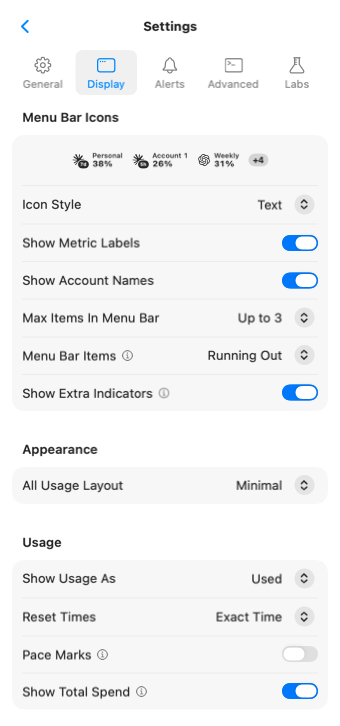 Settings
General Display Alerts Advanced Labs
Menu Bar Icons
Personal Account 1 Weekly
7d 38% 5h 26% 31% +4
Icon Style Text
Show Metric Labels
Show Account Names
Max Items In Menu Bar Up to 3
Menu Bar Items Running Out
Show Extra Indicators
Appearance
All Usage Layout Minimal
Usage
Show Usage As Used
Reset Times Exact Time
Pace Marks
Show Total Spend